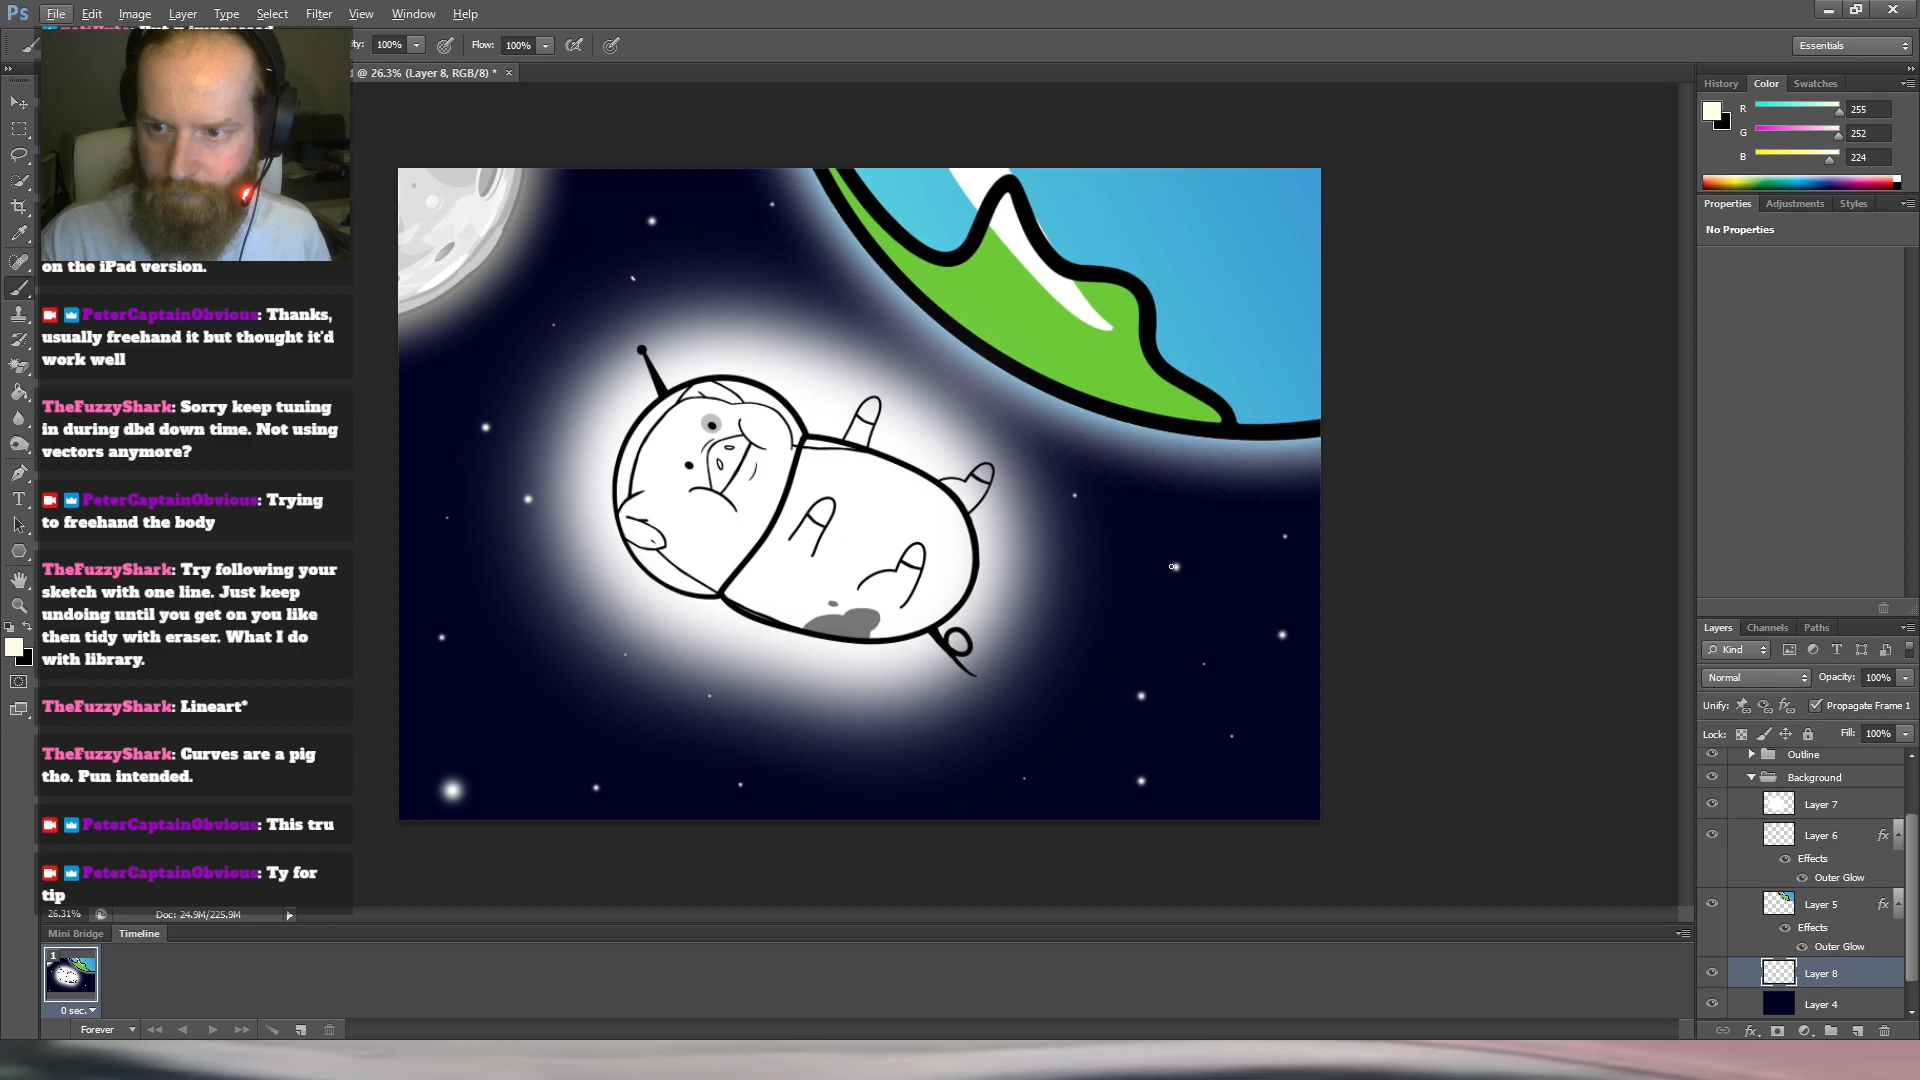 Ps File Edit Image Layer Type Select Filter View Window Help
100% Flow: 100% Essentials
@ 26.3% (Layer 8, RGB/8) * ×
on the iPad version.
PeterCaptainObvious: Thanks,
usually freehand it but thought it'd
work well
TheFuzzyShark: Sorry keep tuning
in during dbd down time. Not using
vectors anymore?
PeterCaptainObvious: Trying
to freehand the body
TheFuzzyShark: Try following your
sketch with one line. Just keep
undoing until you get on you like
then tidy with eraser. What I do
with library.
TheFuzzyShark: Lineart*
TheFuzzyShark: Curves are a pig
tho. Pun intended.
PeterCaptainObvious: This tru
PeterCaptainObvious: Ty for
tip
26.31% Doc: 24.9M/225.9M
Mini Bridge Timeline
1
0 sec.
Forever
History Color Swatches
R 255
G 252
B 224
Properties Adjustments Styles
No Properties
Layers Channels Paths
Kind
Normal Opacity: 100%
Unify: Propagate Frame 1
Lock: Fill: 100%
Outline
Background
Layer 7
Layer 6 fx
Effects
Outer Glow
Layer 5 fx
Effects
Outer Glow
Layer 8
Layer 4
fx